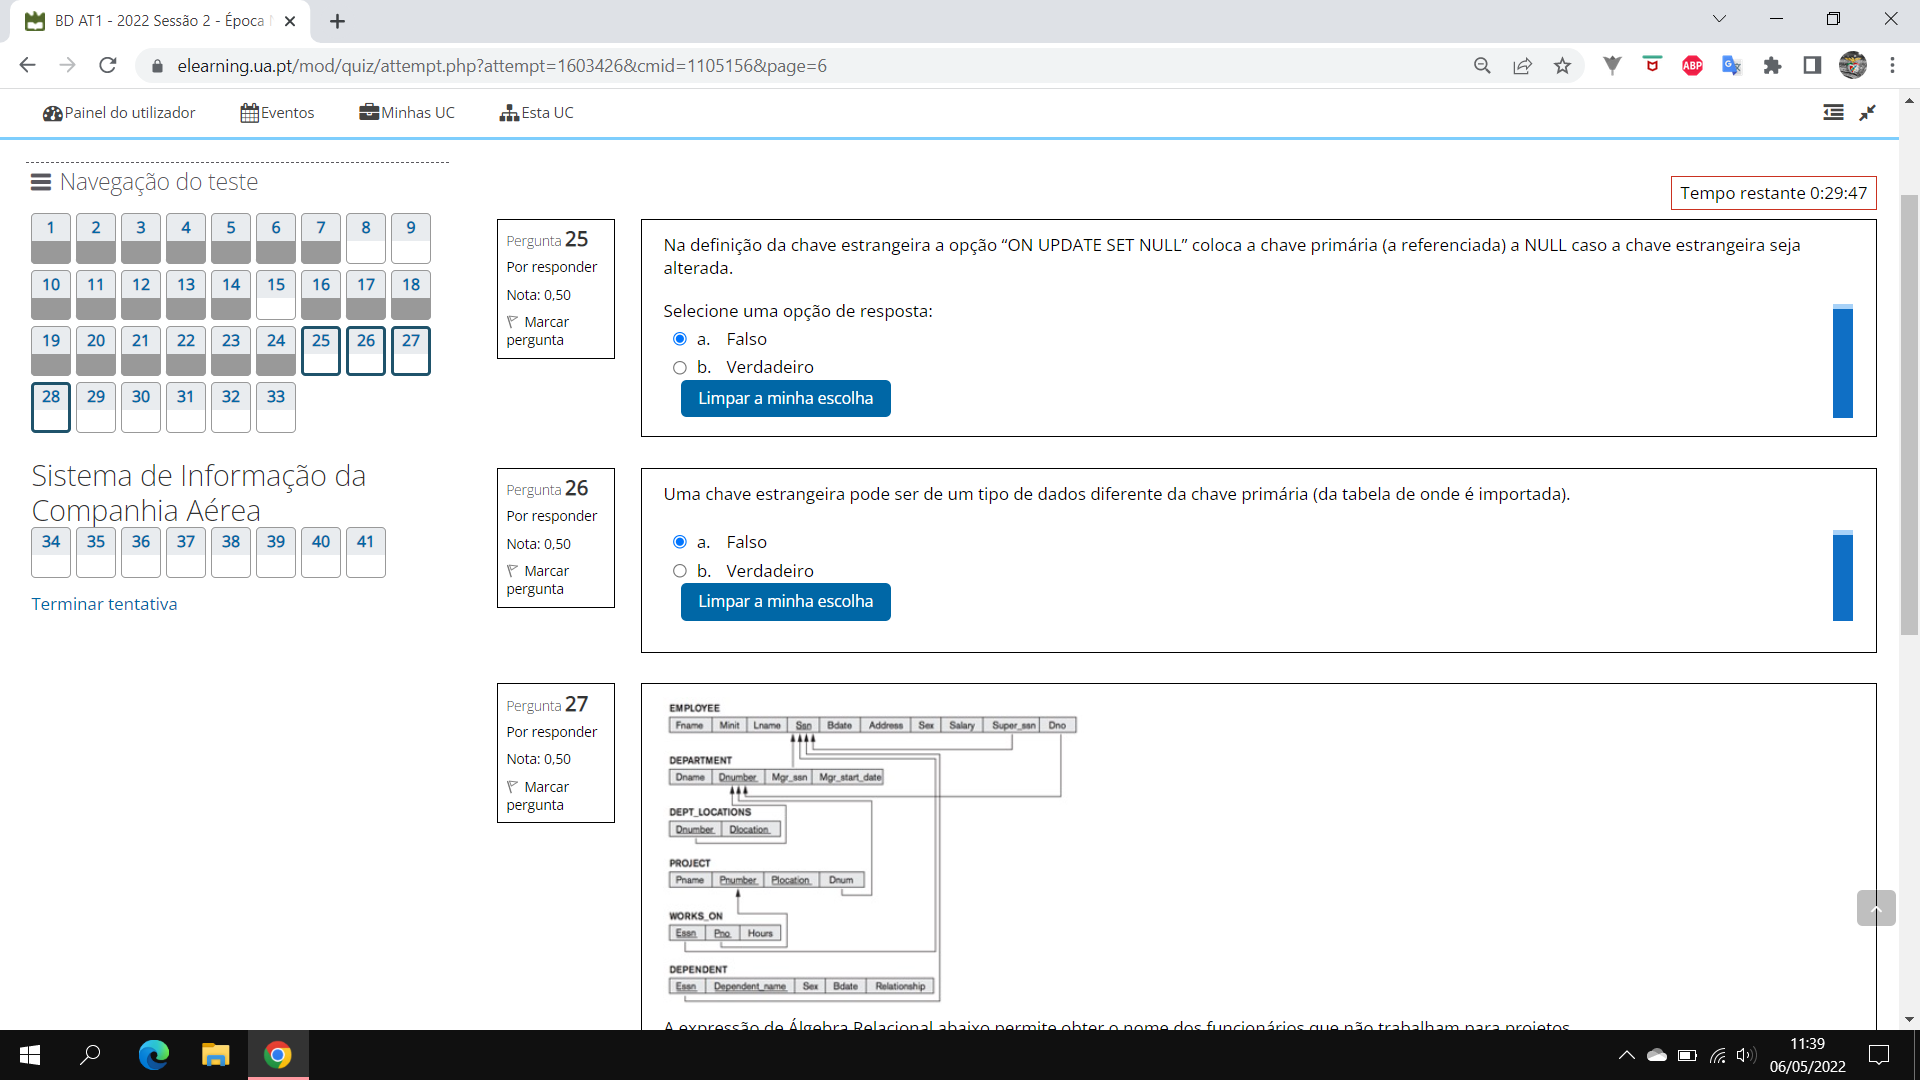 BD AT1 - 2022 Sessão 2 - Época
elearning.ua.pt/mod/quiz/attempt.php?attempt=1603426&cmid=1105156&page=6
ABP
Painel do utilizador
Eventos
Minhas UC
Esta UC
Navegação do teste
1 2 3 4 5 6 7 8 9
10 11 12 13 14 15 16 17 18
19 20 21 22 23 24 25 26 27
28 29 30 31 32 33
Sistema de Informação da
Companhia Aérea
34 35 36 37 38 39 40 41
Terminar tentativa
Tempo restante 0:29:47
Pergunta 25
Por responder
Nota: 0,50
Marcar
pergunta
Na definição da chave estrangeira a opção “ON UPDATE SET NULL” coloca a chave primária (a referenciada) a NULL caso a chave estrangeira seja
alterada.
Selecione uma opção de resposta:
a. Falso
b. Verdadeiro
Limpar a minha escolha
Pergunta 26
Por responder
Nota: 0,50
Marcar
pergunta
Uma chave estrangeira pode ser de um tipo de dados diferente da chave primária (da tabela de onde é importada).
a. Falso
b. Verdadeiro
Limpar a minha escolha
Pergunta 27
Por responder
Nota: 0,50
Marcar
pergunta
EMPLOYEE
Fname Minit Lname Ssn Bdate Address Sex Salary Super_ssn Dno
DEPARTMENT
Dname Dnumber Mgr_ssn Mgr_start_date
DEPT_LOCATIONS
Dnumber Dlocation
PROJECT
Pname Pnumber Plocation Dnum
WORKS_ON
Essn Pno Hours
DEPENDENT
Essn Dependent_name Sex Bdate Relationship
A expressão de Álgebra Relacional abaixo permite obter o nome dos funcionários que não trabalham para projetos
11:39
06/05/2022